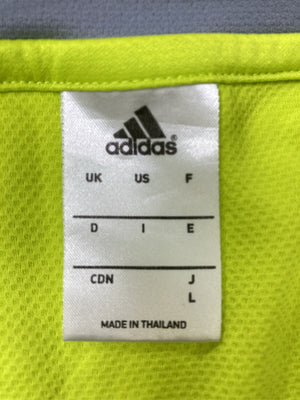 adidas®
UK US F
D I E
CDN J
L
MADE IN THAILAND